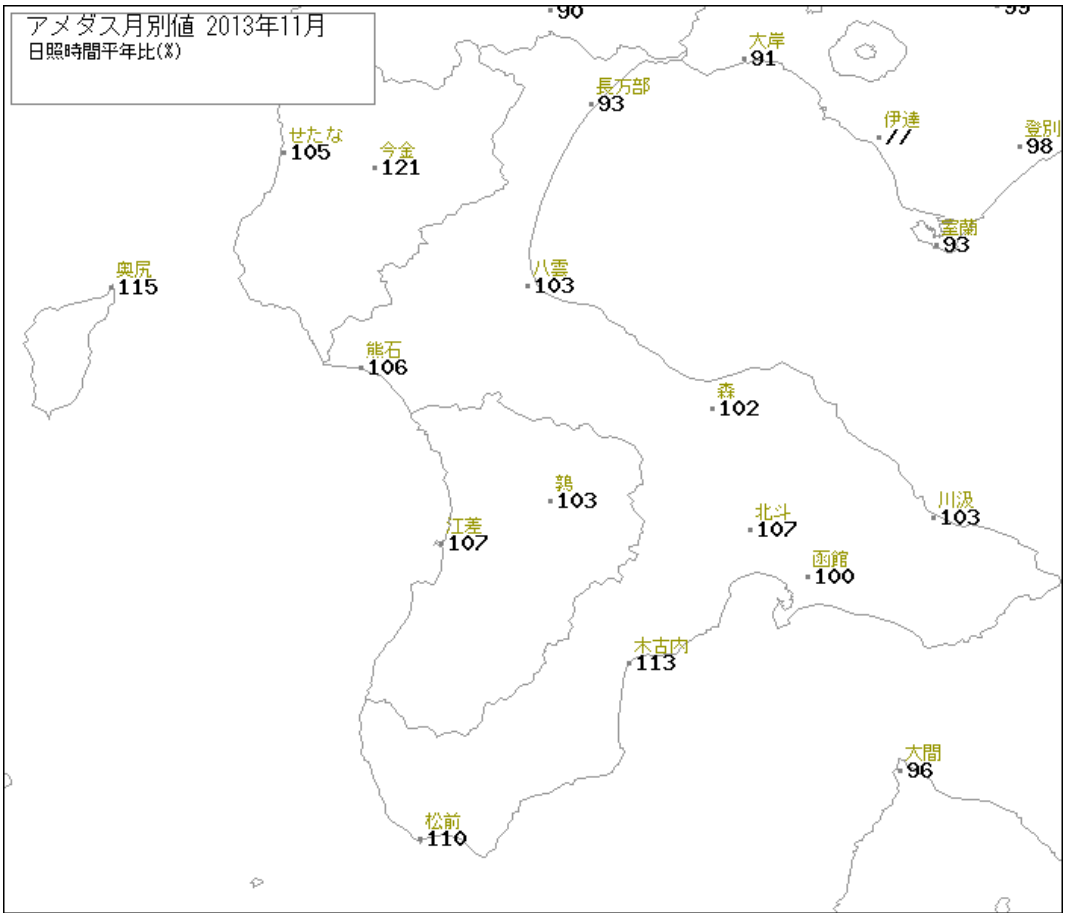 アメダス月別値 2013年11月
日照時間平年比(%)
90
99
大岸
91
長万部
93
伊達
//
登別
98
せたな
105
今金
121
室蘭
93
奥尻
115
八雲
103
熊石
106
森
102
鶉
103
川汲
103
北斗
107
江差
107
函館
100
木古内
113
大間
96
松前
110